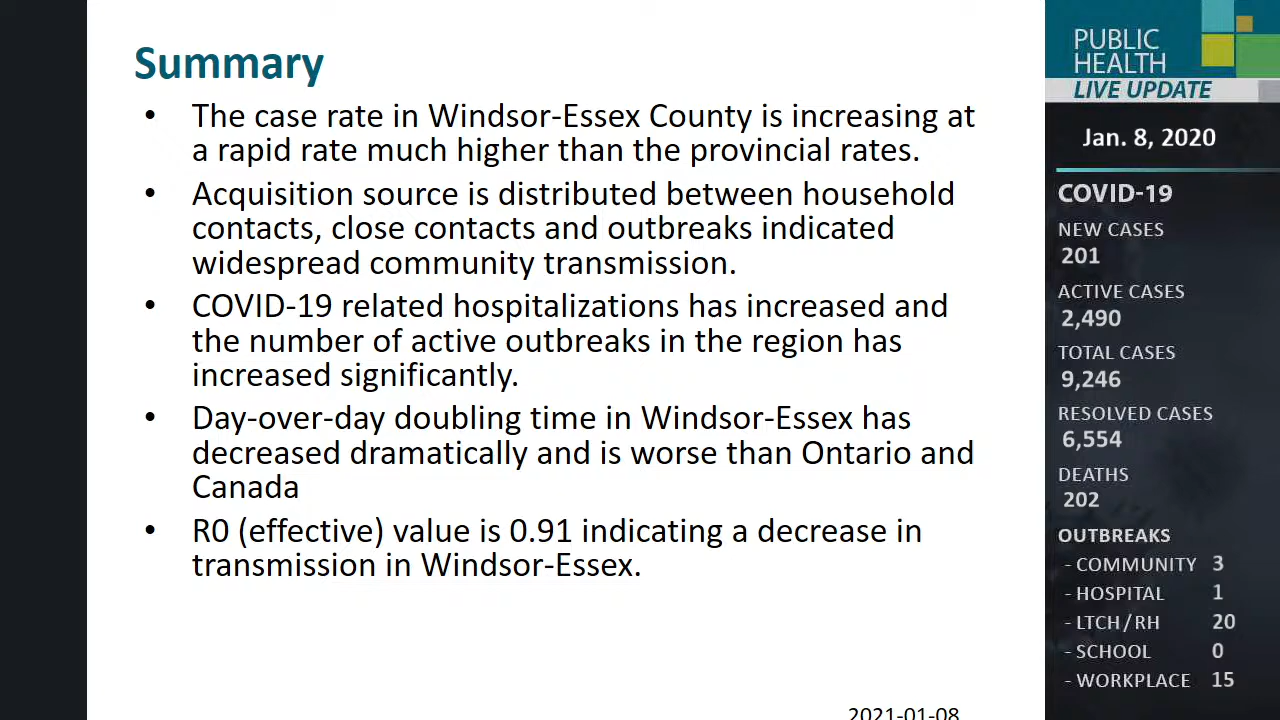 Summary
• The case rate in Windsor-Essex County is increasing at
a rapid rate much higher than the provincial rates.
• Acquisition source is distributed between household
contacts, close contacts and outbreaks indicated
widespread community transmission.
• COVID-19 related hospitalizations has increased and
the number of active outbreaks in the region has
increased significantly.
• Day-over-day doubling time in Windsor-Essex has
decreased dramatically and is worse than Ontario and
Canada
• R0 (effective) value is 0.91 indicating a decrease in
transmission in Windsor-Essex.
2021-01-08
PUBLIC
HEALTH
LIVE UPDATE
Jan. 8, 2020
COVID-19
NEW CASES
201
ACTIVE CASES
2,490
TOTAL CASES
9,246
RESOLVED CASES
6,554
DEATHS
202
OUTBREAKS
- COMMUNITY 3
- HOSPITAL 1
- LTCH/RH 20
- SCHOOL 0
- WORKPLACE 15